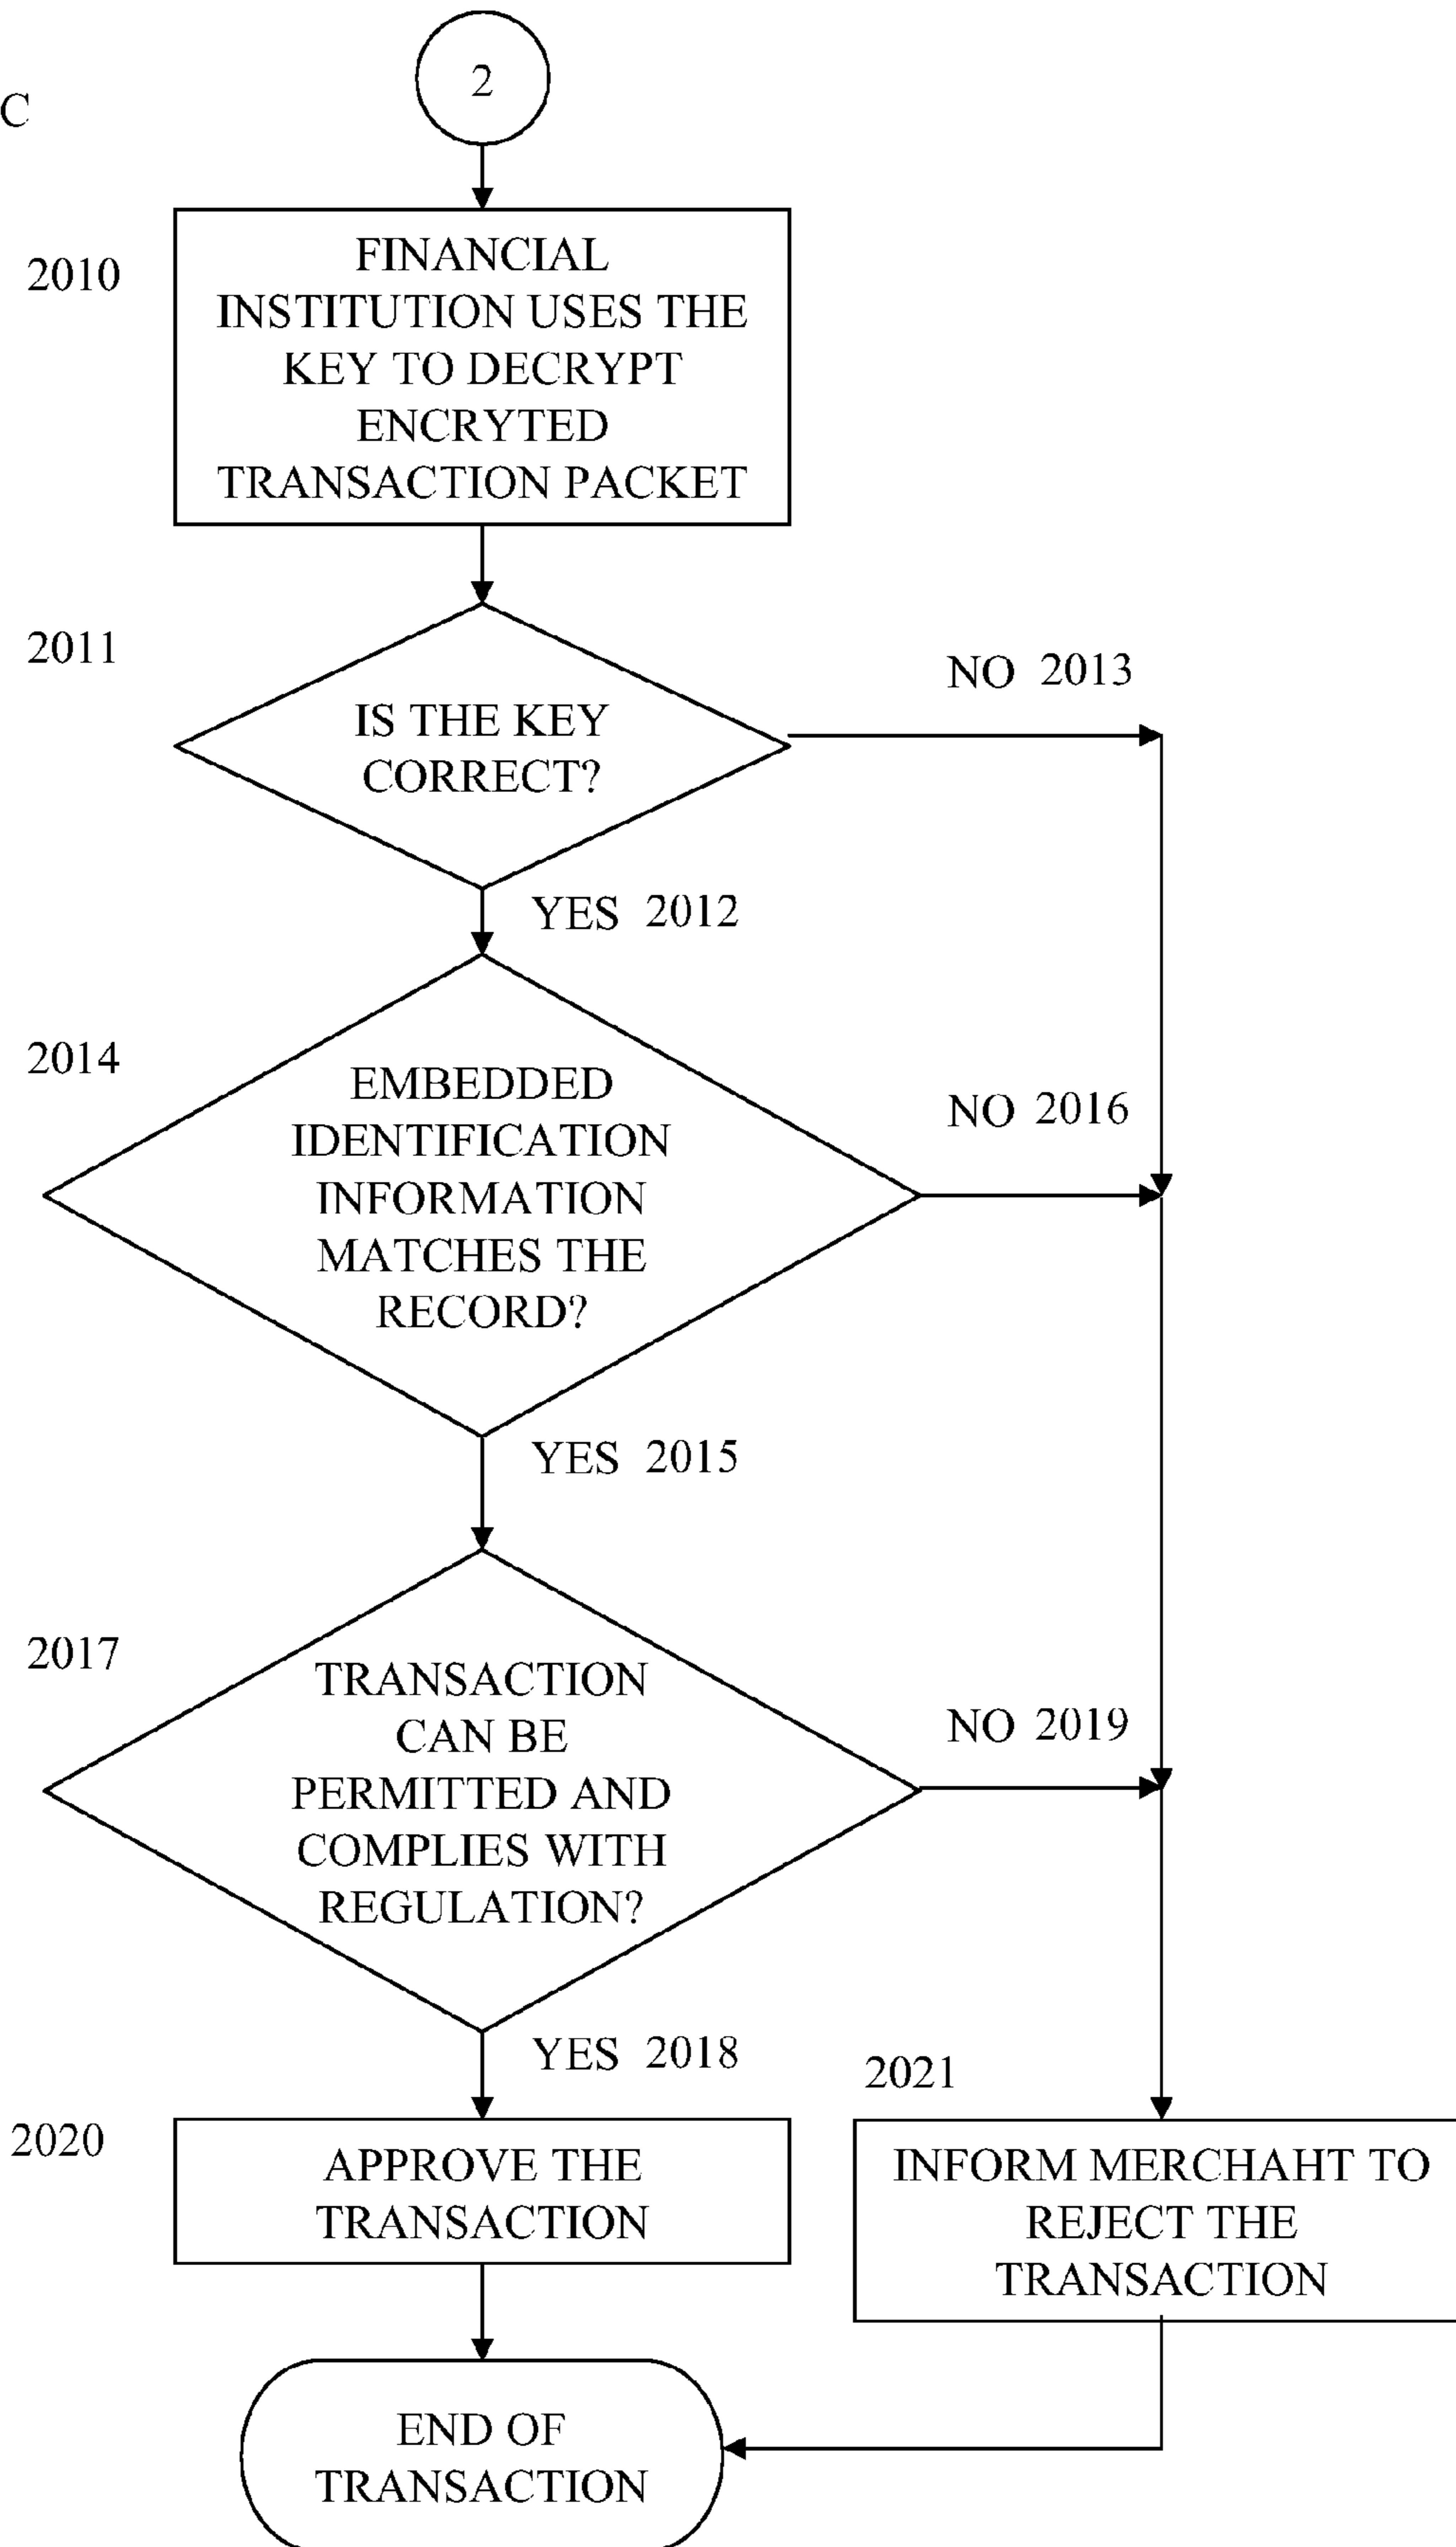 2
C
2010
FINANCIAL
INSTITUTION USES THE
KEY TO DECRYPT
ENCRYTED
TRANSACTION PACKET
2011
IS THE KEY
CORRECT?
NO 2013
YES 2012
2014
EMBEDDED
IDENTIFICATION
INFORMATION
MATCHES THE
RECORD?
NO 2016
YES 2015
2017
TRANSACTION
CAN BE
PERMITTED AND
COMPLIES WITH
REGULATION?
NO 2019
YES 2018
2020
APPROVE THE
TRANSACTION
2021
INFORM MERCHAHT TO
REJECT THE
TRANSACTION
END OF
TRANSACTION